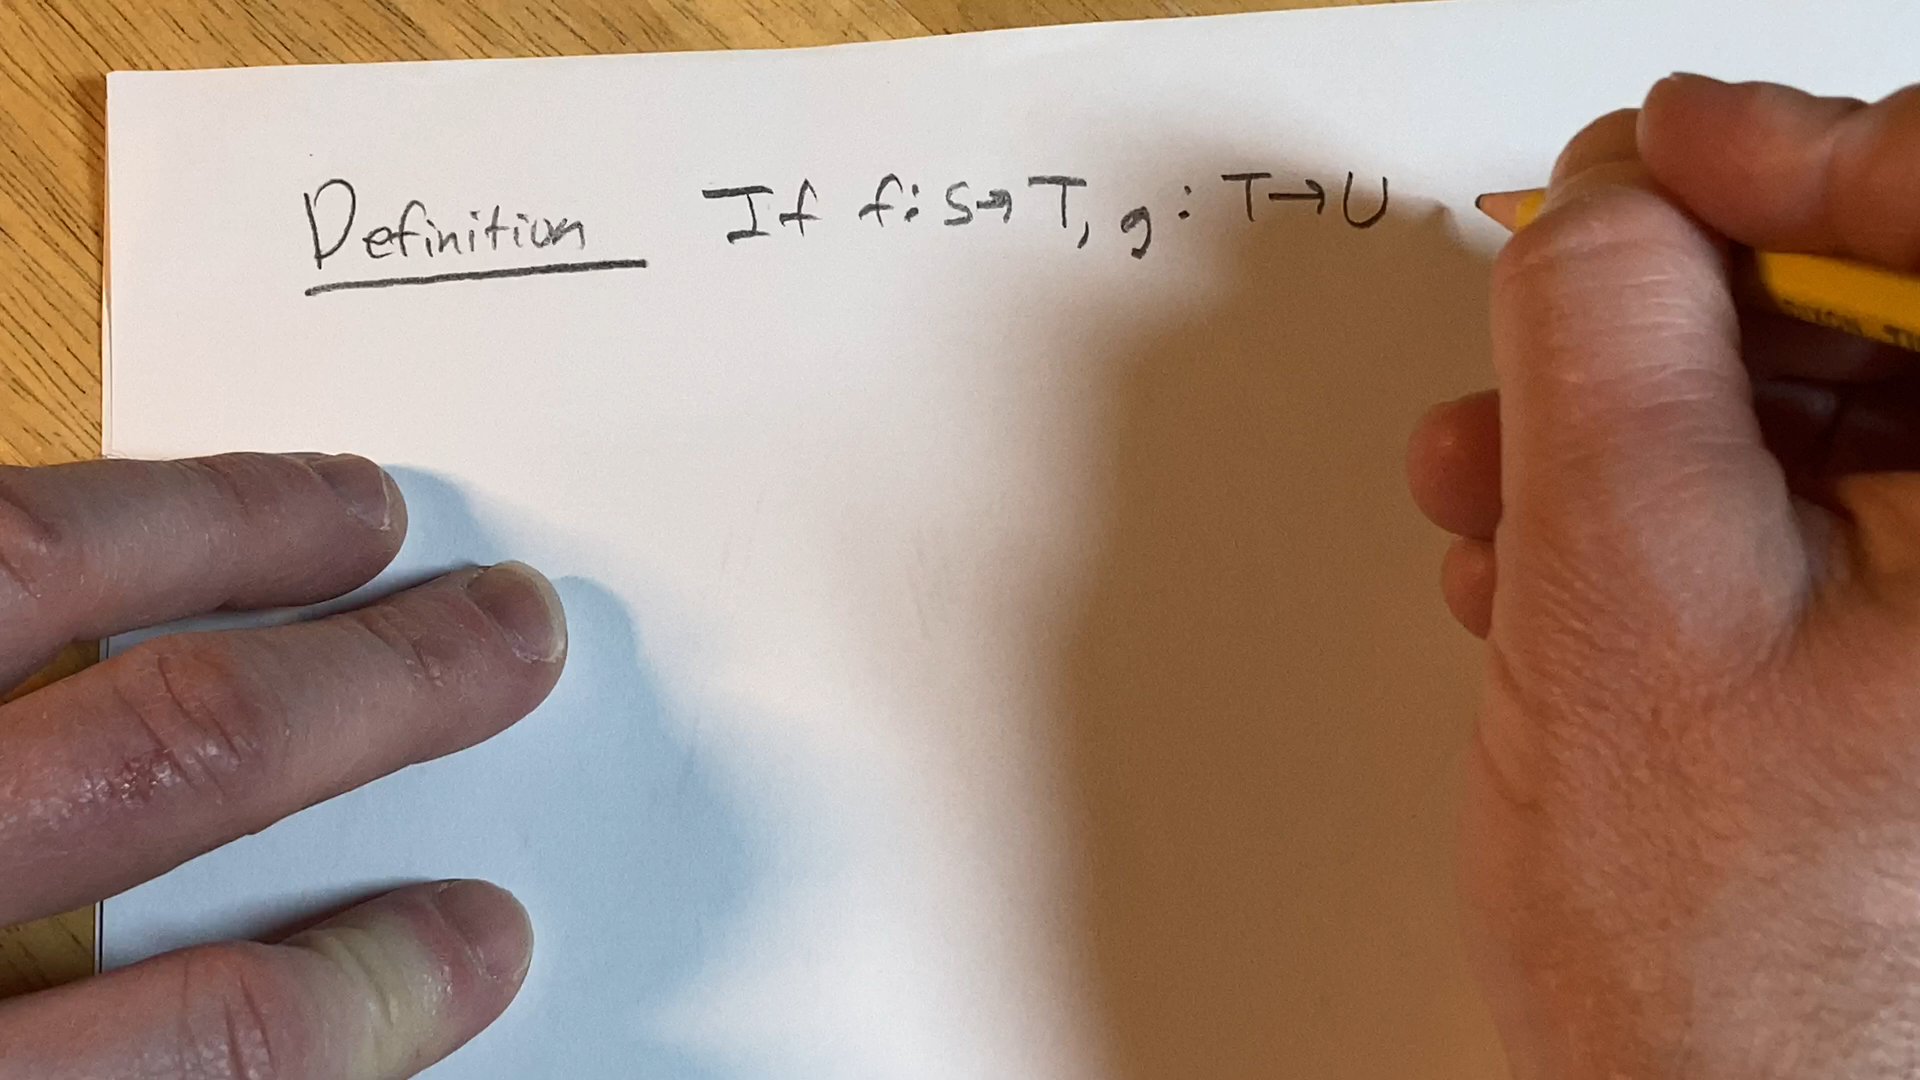 Definition If f: S→T, g: T→U